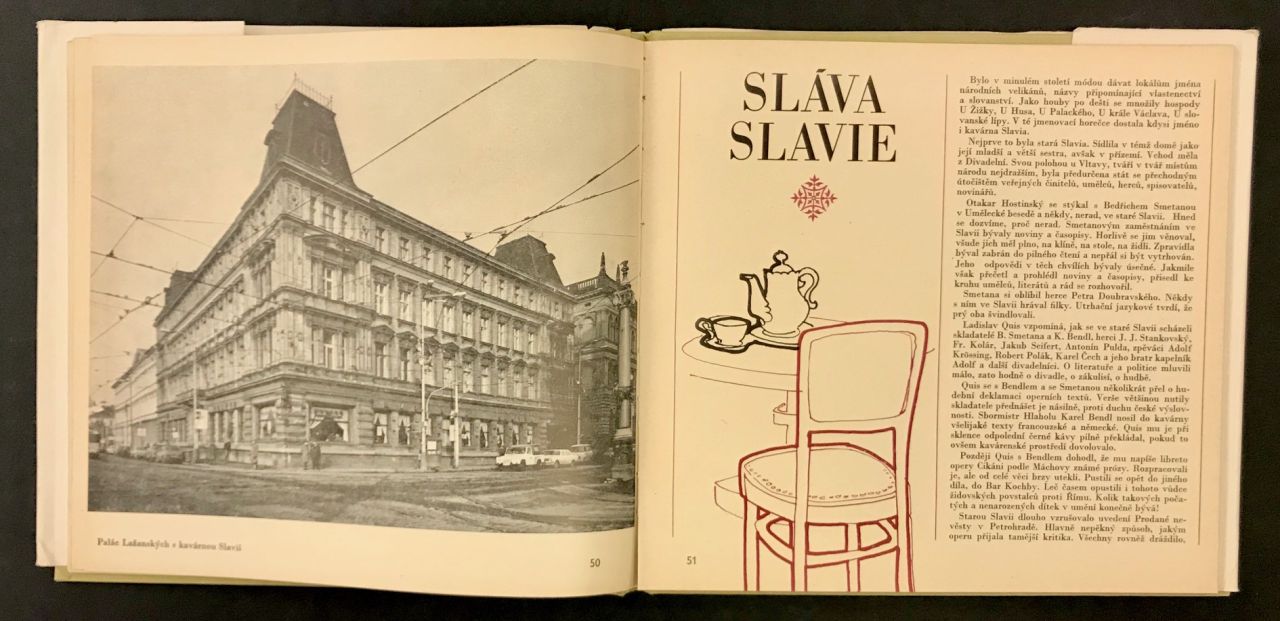 Palác Lažanských s kavárnou Slavií
50
SLÁVA
SLAVIE
51
Bylo v minulém století módou dávat lokálům jména
národních velikánů, názvy připomínající vlastenectví
a slovanství. Jako houby po dešti se množily hospody
U Žižky, U Husa, U Palackého, U krále Václava, U slo-
vanské lípy. V té jmenovací horečce dostala kdysi jméno
i kavárna Slavia.
Nejprve to byla stará Slavia. Sídlila v témž domě jako
její mladší a větší sestra, avšak v přízemí. Vchod měla
z Divadelní. Svou polohou u Vltavy, tváří v tvář místům
národu nejdražším, byla předurčena stát se přechodným
útočištěm veřejných činitelů, umělců, herců, spisovatelů,
novinářů.
Otakar Hostinský se stýkal s Bedřichem Smetanou
v Umělecké besedě a někdy, nerad, ve staré Slavii. Hned
se dozvíme, proč nerad. Smetanovým zaměstnáním ve
Slavii bývaly noviny a časopisy. Horlivě se jim věnoval,
všude jich měl plno, na klíně, na stole, na židli. Zpravidla
býval zabrán do pilného čtení a nepřál si být vytrhován.
Jeho odpovědi v těch chvílích bývaly úsečné. Jakmile
však přečetl a prohlédl noviny a časopisy, přisedl ke
kruhu umělců, literátů a rád se rozhovořil.
Smetana si oblíbil herce Petra Doubravského. Někdy
s ním ve Slavii hrával filky. Utrhační jazykové tvrdí, že
prý oba švindlovali.
Ladislav Quis vzpomíná, jak se ve staré Slavii scházeli
skladatelé B. Smetana a K. Bendl, herci J. J. Stankovský,
Fr. Kolár, Jakub Seifert, Antonín Pulda, zpěváci Adolf
Krössing, Robert Polák, Karel Čech a jeho bratr kapelník
Adolf a další divadelníci. O literatuře a politice mluvili
málo, zato hodně o divadle, o zákulisí, o hudbě.
Quis se s Bendlem a se Smetanou několikrát přel o hu-
dební deklamaci operních textů. Verše většinou nutily
skladatele přednášet je násilně, proti duchu české výslov-
nosti. Sbormistr Hlaholu Karel Bendl nosil do kavárny
všelijaké texty francouzské a německé. Quis mu je při
sklence odpolední černé kávy pilně překládal, pokud to
ovšem kavárenské prostředí dovolovalo.
Později Quis s Bendlem dohodl, že mu napíše libreto
opery Cikáni podle Máchovy známé prózy. Rozpracovali
je, ale od celé věci brzy utekli. Pustili se opět do jiného
díla, do Bar Kochby. Leč časem opustili i tohoto vůdce
židovských povstalců proti Římu. Kolik takových poča-
tých a nenarozených dítek v umění konečně bývá!
Starou Slavii dlouho vzrušovalo uvedení Prodané ne-
věsty v Petrohradě. Hlavně nepěkný způsob, jakým
operu přijala tamější kritika. Všechny rovněž dráždilo,